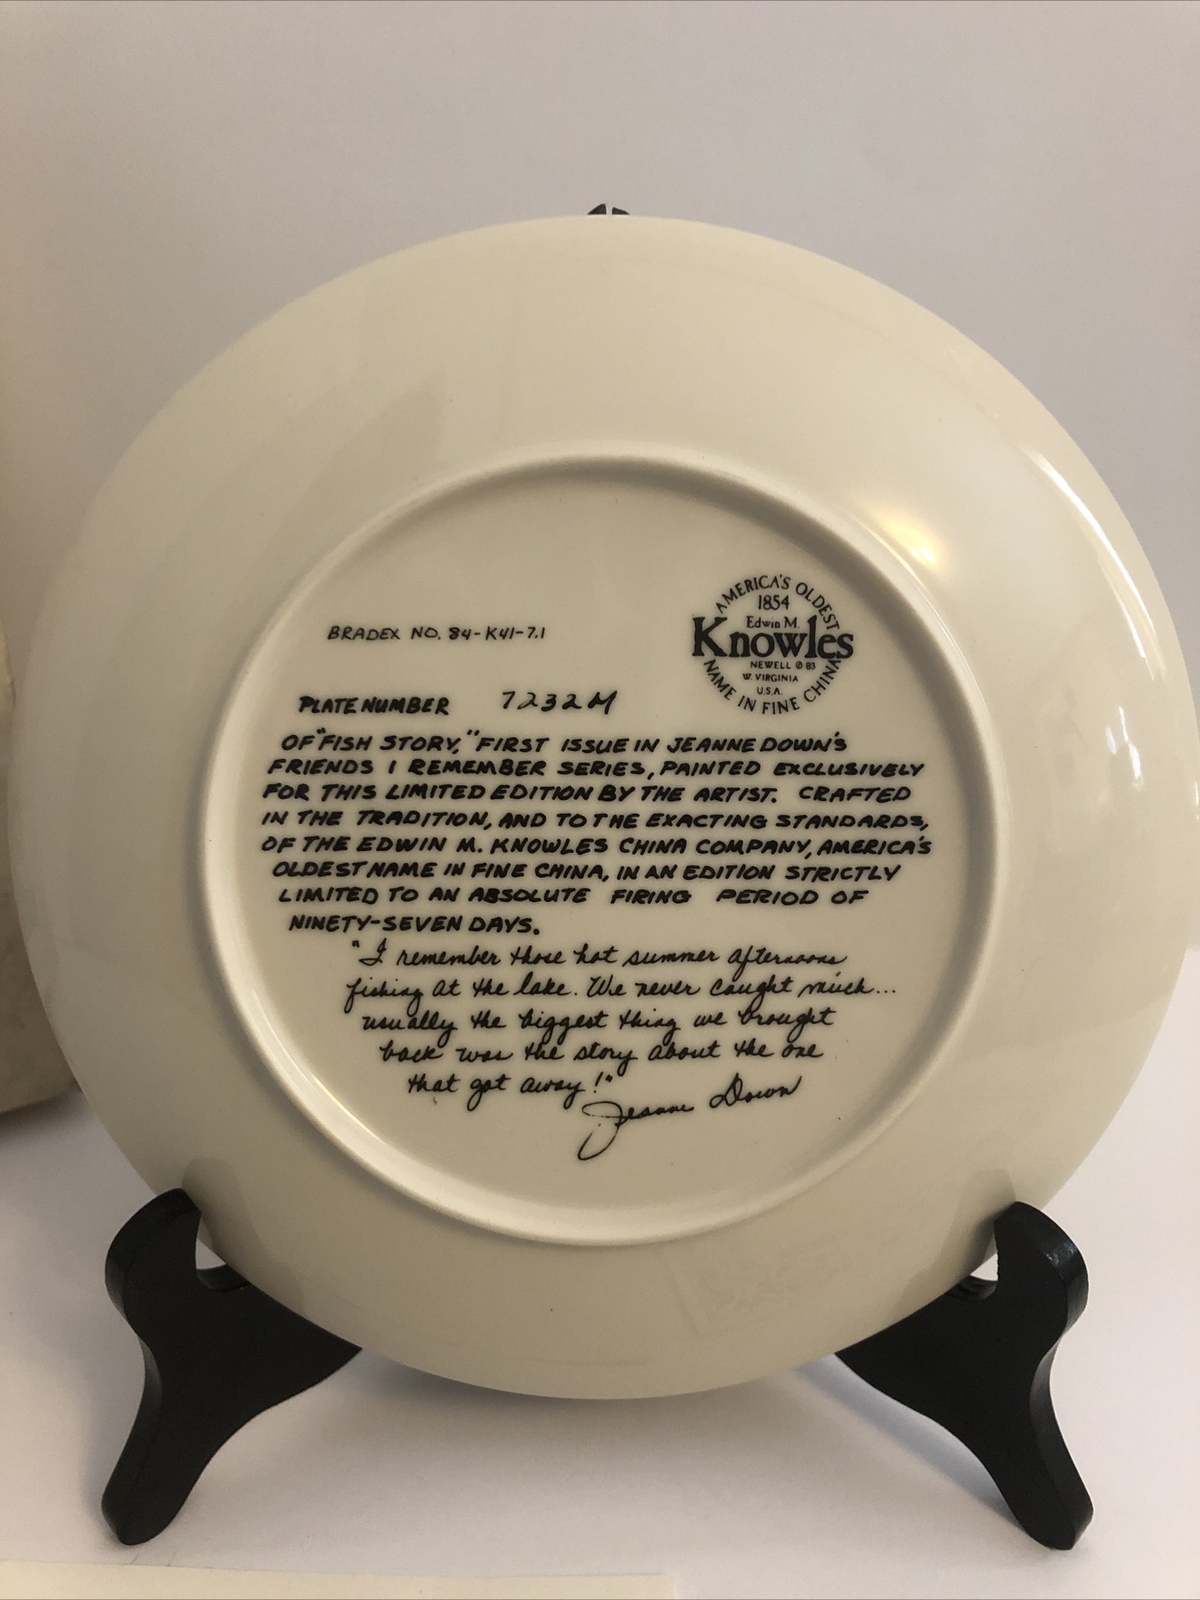 BRADEX NO. 84-K41-7.1
AMERICA'S OLDEST
1854
Edwin M.
Knowles
NEWELL © 83
W. VIRGINIA
U.S.A.
NAME IN FINE CHINA
PLATE NUMBER 7232M
OF "FISH STORY," FIRST ISSUE IN JEANNE DOWN'S
FRIENDS I REMEMBER SERIES, PAINTED EXCLUSIVELY
FOR THIS LIMITED EDITION BY THE ARTIST. CRAFTED
IN THE TRADITION, AND TO THE EXACTING STANDARDS,
OF THE EDWIN M. KNOWLES CHINA COMPANY, AMERICA'S
OLDEST NAME IN FINE CHINA, IN AN EDITION STRICTLY
LIMITED TO AN ABSOLUTE FIRING PERIOD OF
NINETY-SEVEN DAYS.
"I remember those hot summer afternoons
fishing at the lake. We never caught much...
usually the biggest thing we brought
back was the story about the one
that got away!"
Jeanne Down